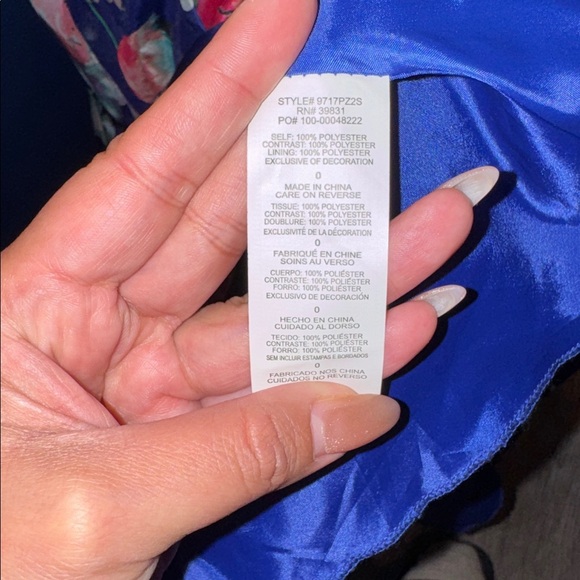 STYLE# 9717PZ2S
RN# 39831
PO# 100-00048222
SELF: 100% POLYESTER
CONTRAST: 100% POLYESTER
LINING: 100% POLYESTER
EXCLUSIVE OF DECORATION
0
MADE IN CHINA
CARE ON REVERSE
TISSUE: 100% POLYESTER
CONTRAST: 100% POLYESTER
DOUBLURE: 100% POLYESTER
EXCLUSIVITÉ DE LA DÉCORATION
0
FABRIQUÉ EN CHINE
SOINS AU VERSO
CUERPO: 100% POLIÉSTER
CONTRASTE: 100% POLIÉSTER
FORRO: 100% POLIÉSTER
EXCLUSIVO DE DECORACIÓN
0
HECHO EN CHINA
CUIDADO AL DORSO
TECIDO: 100% POLIÉSTER
CONTRASTE: 100% POLIÉSTER
FORRO: 100% POLIÉSTER
SEM INCLUIR ESTAMPAS E BORDADOS
0
FABRICADO NOS CHINA
CUIDADOS NO REVERSO